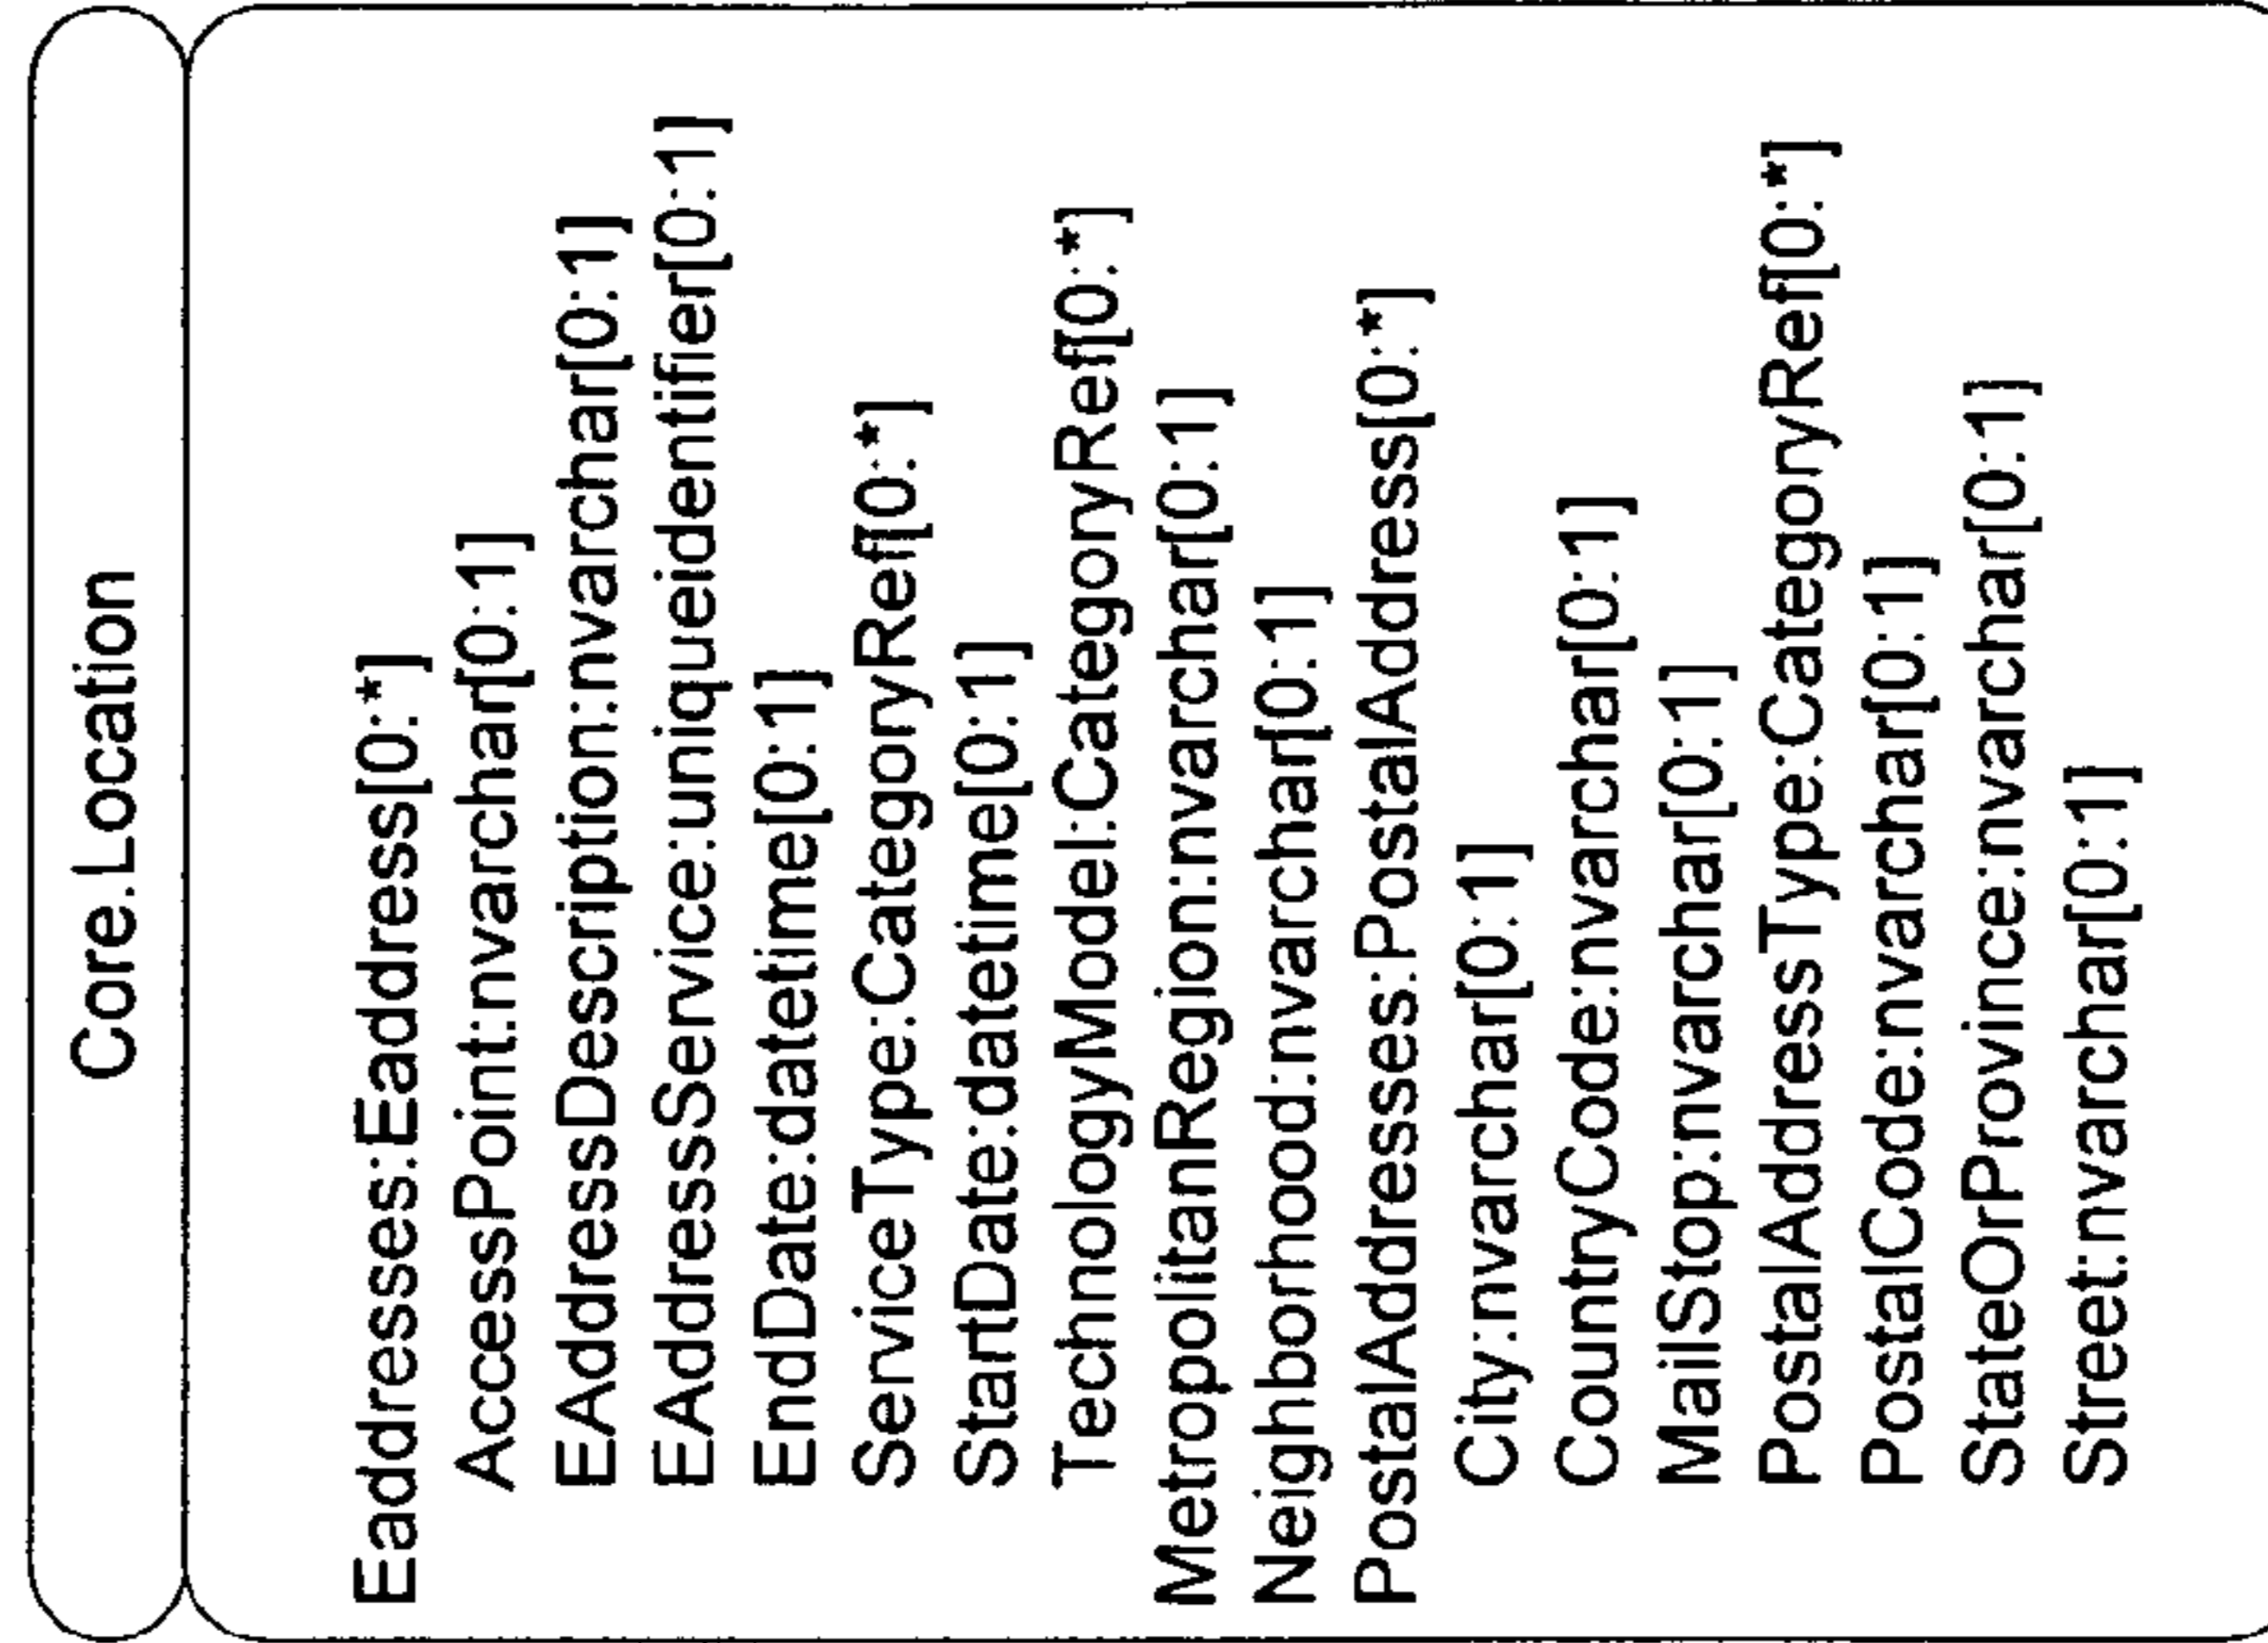 Core.Location
Eaddresses:Eaddress[0:*]
AccessPoint:nvarchar[0:1]
EAddressDescription:nvarchar[0:1]
EAddressService:uniqueidentifier[0:1]
EndDate:datetime[0:1]
ServiceType:CategoryRef[0:*]
StartDate:datetime[0:1]
TechnologyModel:CategoryRef[0:*]
MetropolitanRegion:nvarchar[0:1]
Neighborhood:nvarchar[0:1]
PostalAddresses:PostalAddress[0:*]
City:nvarchar[0:1]
CountryCode:nvarchar[0:1]
MailStop:nvarchar[0:1]
PostalAddressType:CategoryRef[0:*]
PostalCode:nvarchar[0:1]
StateOrProvince:nvarchar[0:1]
Street:nvarchar[0:1]